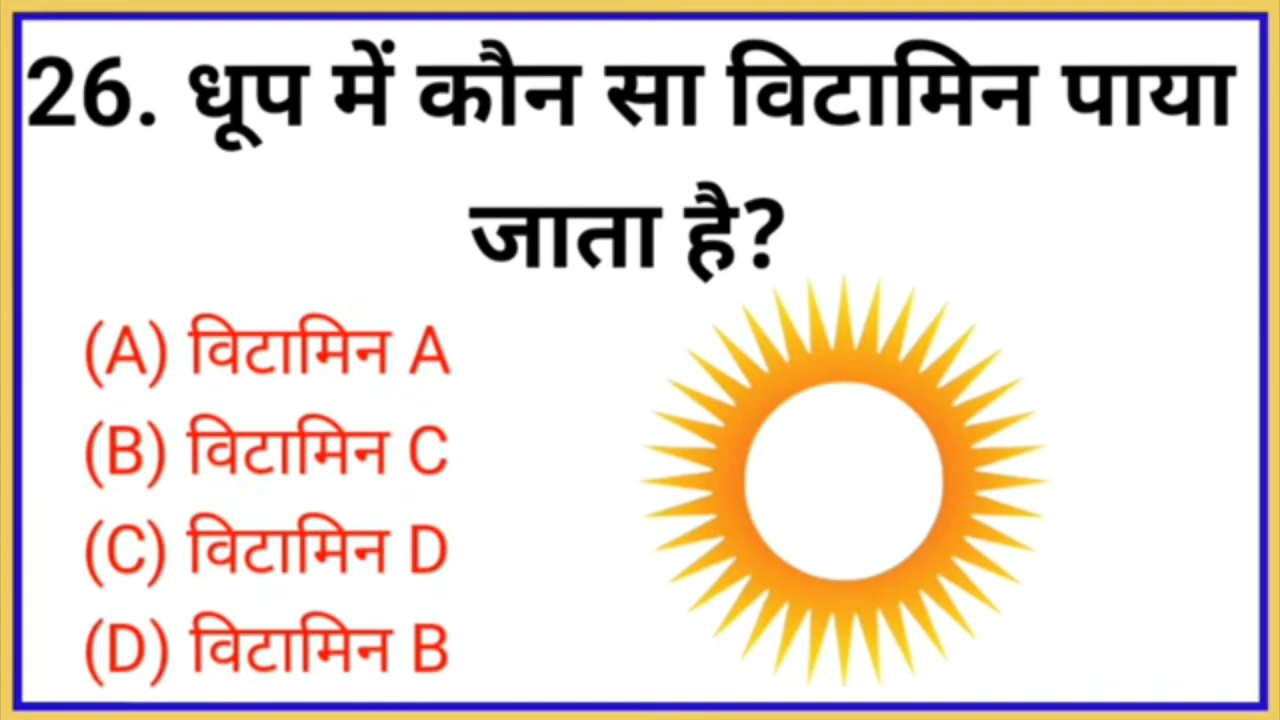 26. धूप में कौन सा विटामिन पाया
जाता है?
(A) विटामिन A
(B) विटामिन C
(C) विटामिन D
(D) विटामिन B